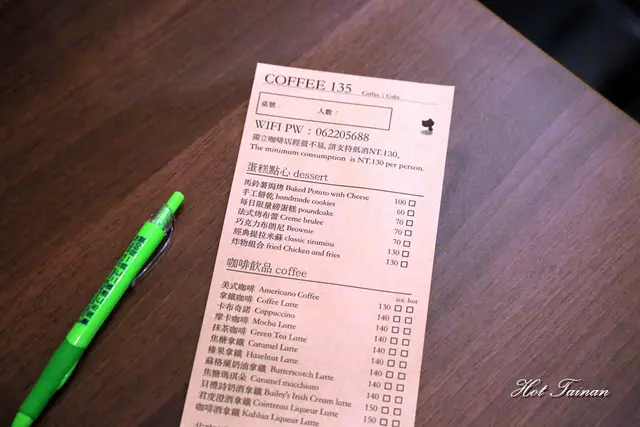 COFFEE 135 Coffee | Cake
桌號： 人數：
WIFI PW：062205688
獨立咖啡店經營不易,請支持低消NT.130。
The minimum consumption is NT.130 per person.
蛋糕點心 dessert
馬鈴薯焗烤 Baked Potato with Cheese 100 □
手工餅乾 handmade cookies 60 □
每日限量磅蛋糕 poundcake 70 □
法式烤布蕾 Creme brulee 70 □
巧克力布朗尼 Brownie 70 □
經典提拉米蘇 classic tiramisu 130 □
炸物組合 fried Chicken and fries 130 □
咖啡飲品 coffee
ice hot
美式咖啡 Americano Coffee 130 □ □
拿鐵咖啡 Coffee Latte 140 □ □
卡布奇諾 Cappuccino 140 □ □
摩卡咖啡 Mocha Latte 140 □ □
抹茶咖啡 Green Tea Latte 140 □ □
焦糖拿鐵 Caramel Latte 140 □ □
榛果拿鐵 Hazelnut Latte 140 □ □
蘇格蘭奶油拿鐵 Butterscotch Latte 140 □ □
焦糖瑪琪朵 Caramel macchiato 140 □ □
貝禮詩奶酒拿鐵 Bailey's Irish Cream latte 150 □ □
君度澄酒拿鐵 Cointreau Liqueur Latte 150 □
咖啡酒拿鐵 Kahlua Liqueur Latte
Hot Tainan